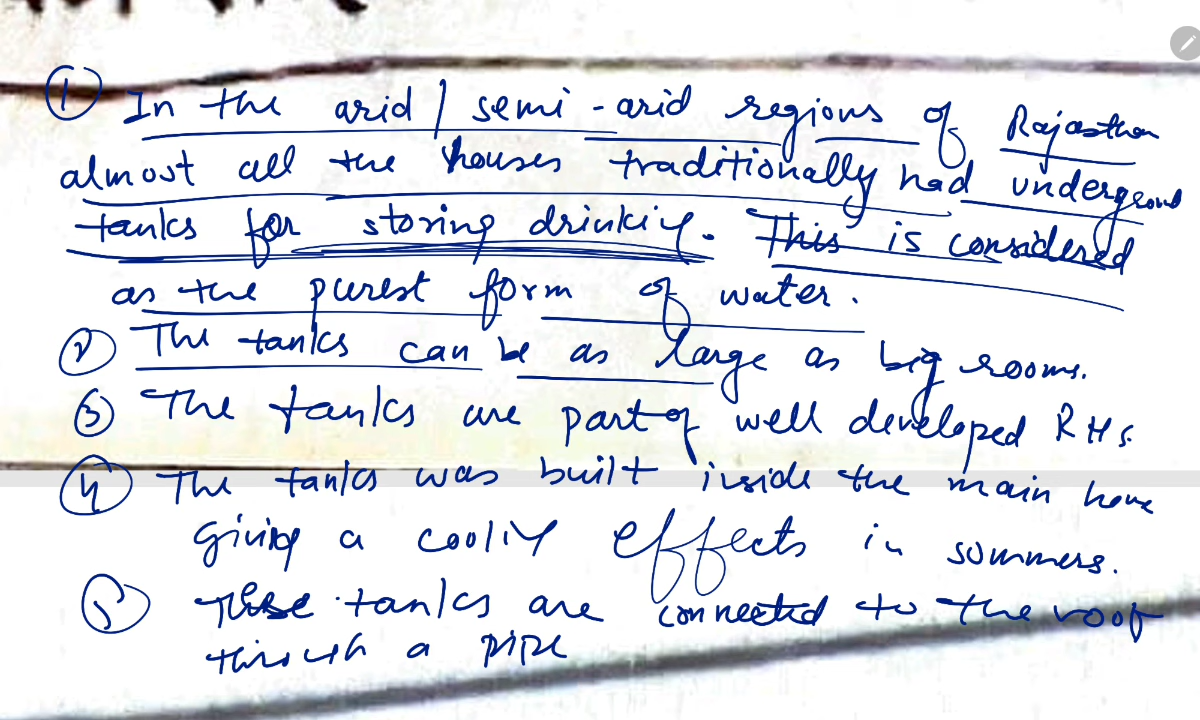 ① In the arid / semi-arid regions of Rajasthan
almost all the houses traditionally had underground
tanks for storing drinking. This is considered
as the purest form of water.
② The tanks can be as large as big rooms.
③ The tanks are part of well developed RHS.
④ The tanks was built inside the main house
giving a cooling effects in summers.
⑤ These tanks are connected to the roof
through a pipe